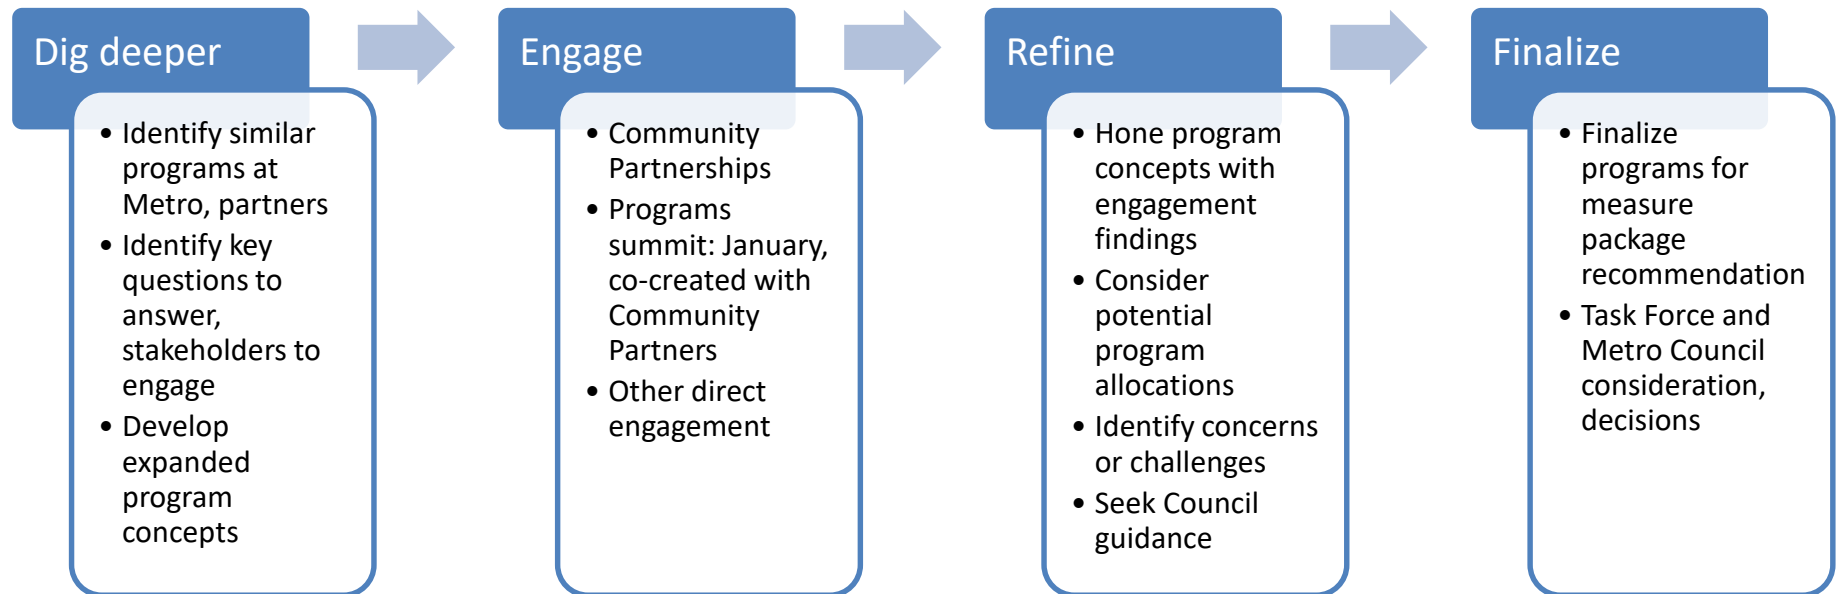 Dig deeper
• Identify similar
programs at
Metro, partners
• Identify key
questions to
answer,
stakeholders to
engage
• Develop
expanded
program
concepts
Engage
• Community
Partnerships
• Programs
summit: January,
co-created with
Community
Partners
• Other direct
engagement
Refine
• Hone program
concepts with
engagement
findings
• Consider
potential
program
allocations
• Identify concerns
or challenges
• Seek Council
guidance
Finalize
• Finalize
programs for
measure
package
recommendation
• Task Force and
Metro Council
consideration,
decisions